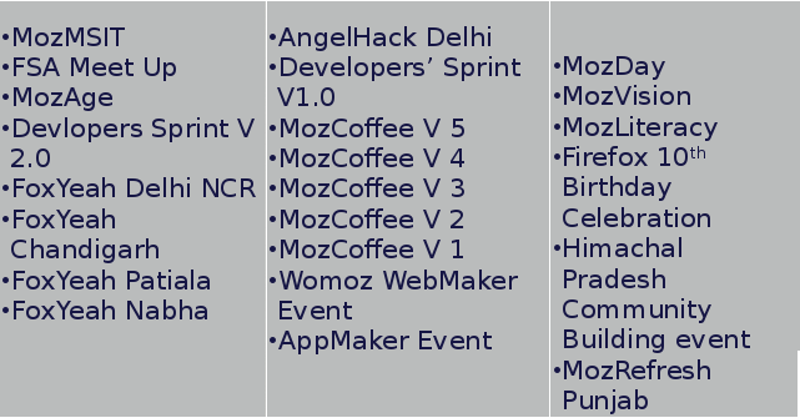 •MozMSIT
•FSA Meet Up
•MozAge
•Devlopers Sprint V
2.0
•FoxYeah Delhi NCR
•FoxYeah
Chandigarh
•FoxYeah Patiala
•FoxYeah Nabha
•AngelHack Delhi
•Developers’ Sprint
V1.0
•MozCoffee V 5
•MozCoffee V 4
•MozCoffee V 3
•MozCoffee V 2
•MozCoffee V 1
•Womoz WebMaker
Event
•AppMaker Event
•MozDay
•MozVision
•MozLiteracy
•Firefox 10th
Birthday
Celebration
•Himachal
Pradesh
Community
Building event
•MozRefresh
Punjab